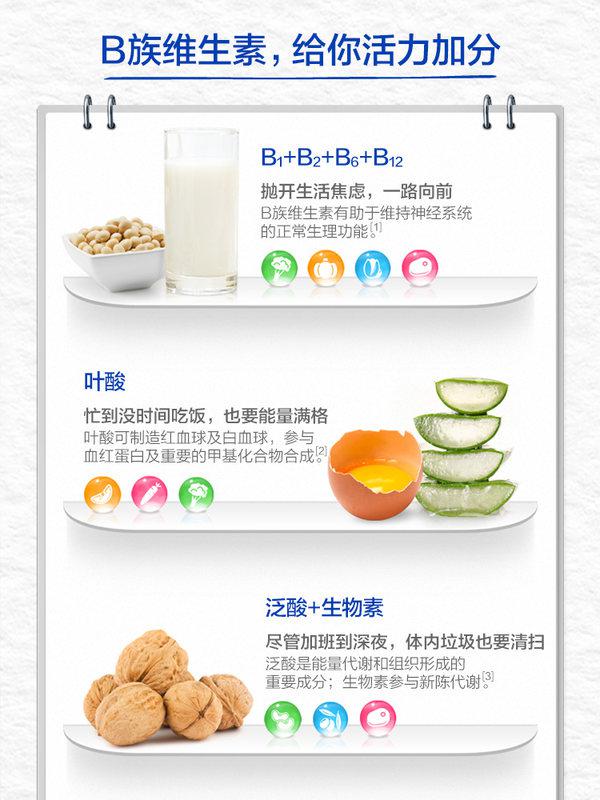 B族维生素，给你活力加分
B1+B2+B6+B12
抛开生活焦虑，一路向前
B族维生素有助于维持神经系统
的正常生理功能。[1]
叶酸
忙到没时间吃饭，也要能量满格
叶酸可制造红血球及白血球，参与
血红蛋白及重要的甲基化合物合成。[2]
泛酸+生物素
尽管加班到深夜，体内垃圾也要清扫
泛酸是能量代谢和组织形成的
重要成分；生物素参与新陈代谢。[3]